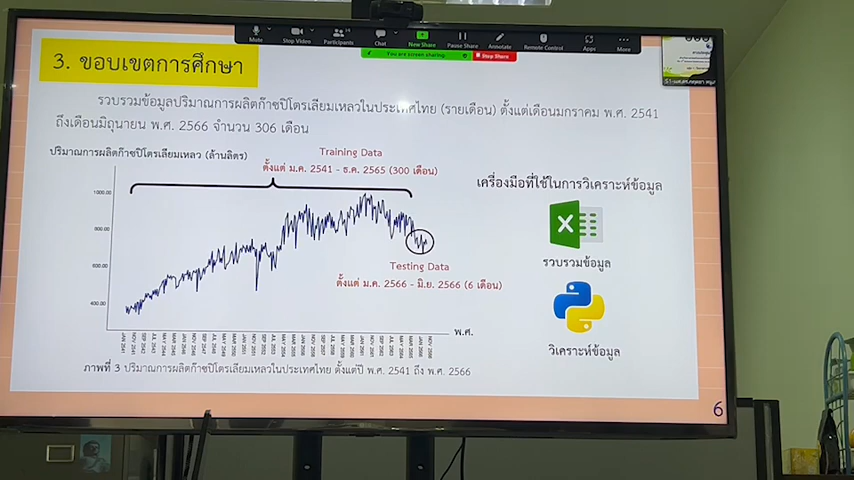 Mute
Stop Video
Participants
Chat
New Share
Pause Share
Annotate
Remote Control
Apps
More
You are screen sharing
Stop Share
3. ขอบเขตการศึกษา
รวบรวมข้อมูลปริมาณการผลิตก๊าซปิโตรเลียมเหลวในประเทศไทย (รายเดือน) ตั้งแต่เดือนมกราคม พ.ศ. 2541
ถึงเดือนมิถุนายน พ.ศ. 2566 จำนวน 306 เดือน
ปริมาณการผลิตก๊าซปิโตรเลียมเหลว (ล้านลิตร)
Training Data
ตั้งแต่ ม.ค. 2541 - ธ.ค. 2565 (300 เดือน)
1000.00
800.00
600.00
400.00
Testing Data
ตั้งแต่ ม.ค. 2566 - มิ.ย. 2566 (6 เดือน)
พ.ศ.
ภาพที่ 3 ปริมาณการผลิตก๊าซปิโตรเลียมเหลวในประเทศไทย ตั้งแต่ปี พ.ศ. 2541 ถึง พ.ศ. 2566
เครื่องมือที่ใช้ในการวิเคราะห์ข้อมูล
X
รวบรวมข้อมูล
วิเคราะห์ข้อมูล
6